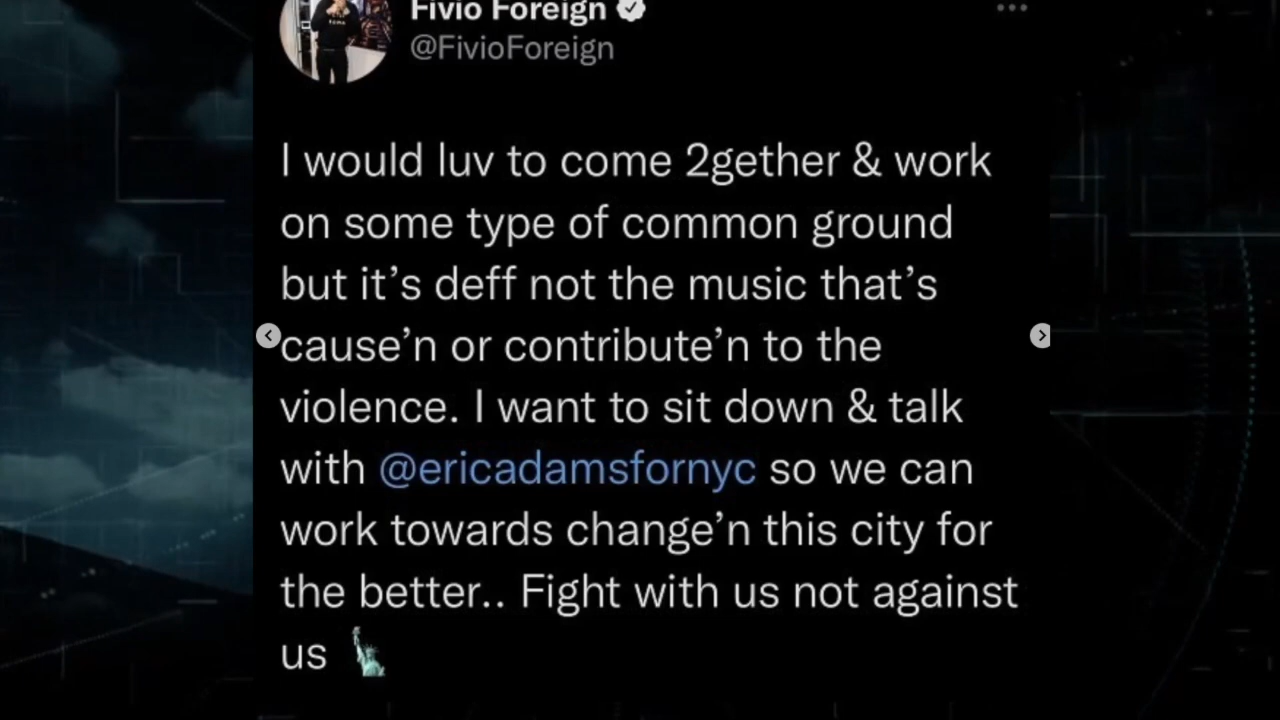 Fivio Foreign
@FivioForeign
I would luv to come 2gether & work
on some type of common ground
but it’s deff not the music that’s
cause’n or contribute’n to the
violence. I want to sit down & talk
with @ericadamsfornyc so we can
work towards change’n this city for
the better.. Fight with us not against
us 🗽